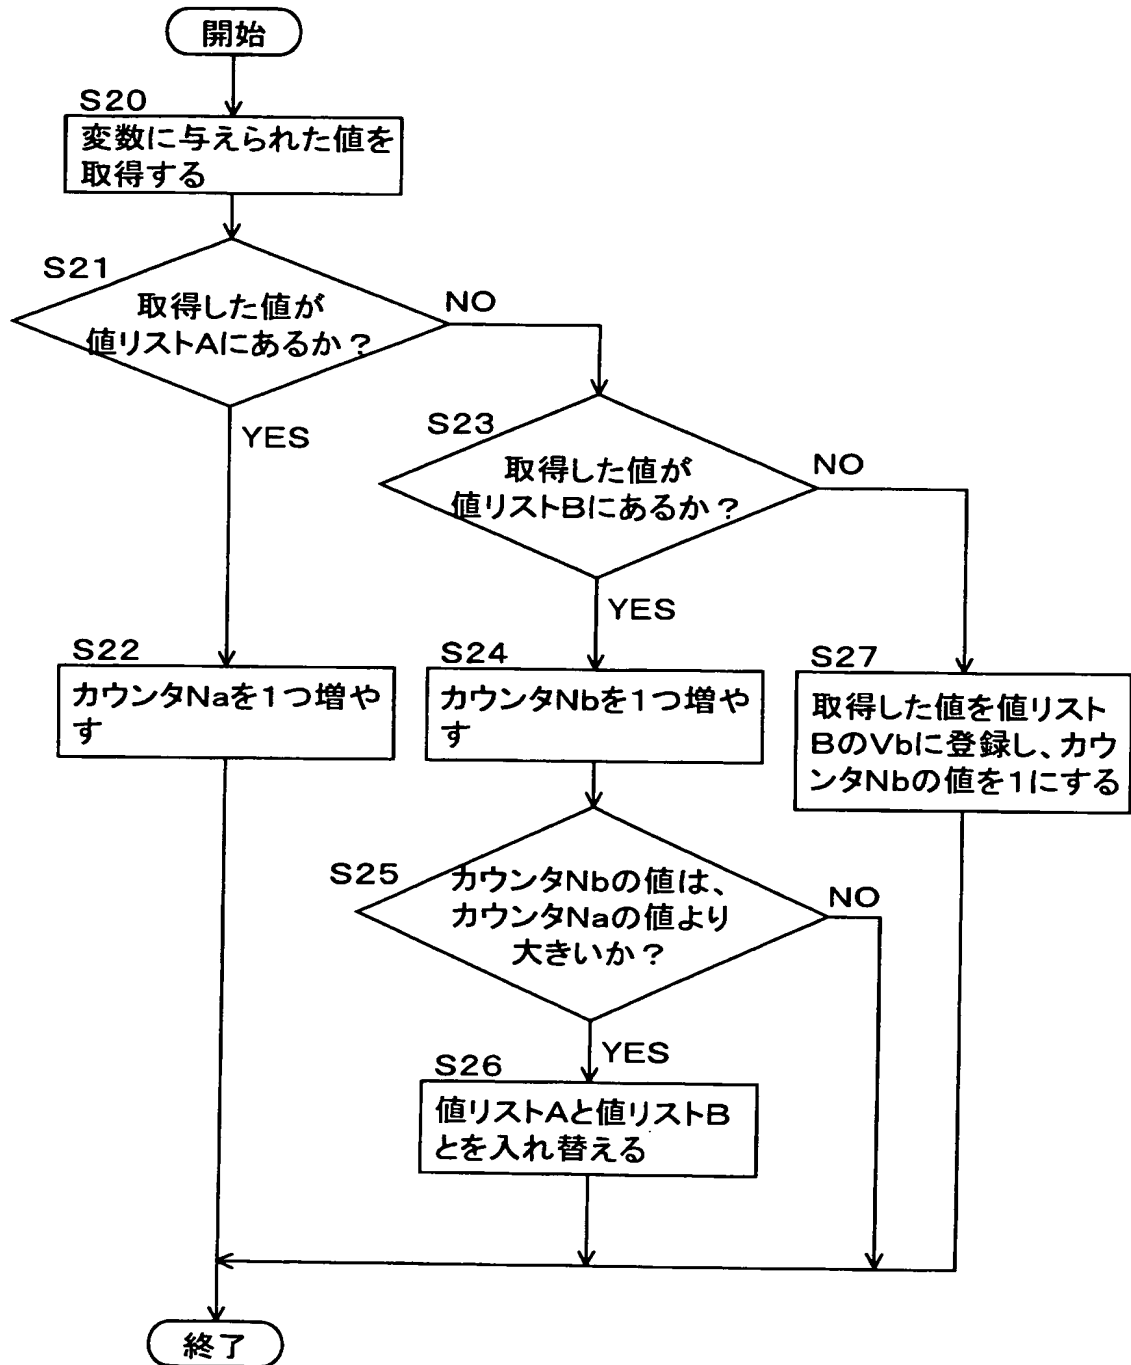 開始
S20
変数に与えられた値を
取得する
S21
取得した値が
値リストAにあるか?
NO
YES
S23
取得した値が
値リストBにあるか?
NO
YES
S22
カウンタNaを1つ増や
す
S24
カウンタNbを1つ増や
す
S27
取得した値を値リスト
BのVbに登録し、カウ
ンタNbの値を1にする
S25
カウンタNbの値は、
カウンタNaの値より
大きいか?
NO
YES
S26
値リストAと値リストB
とを入れ替える
終了